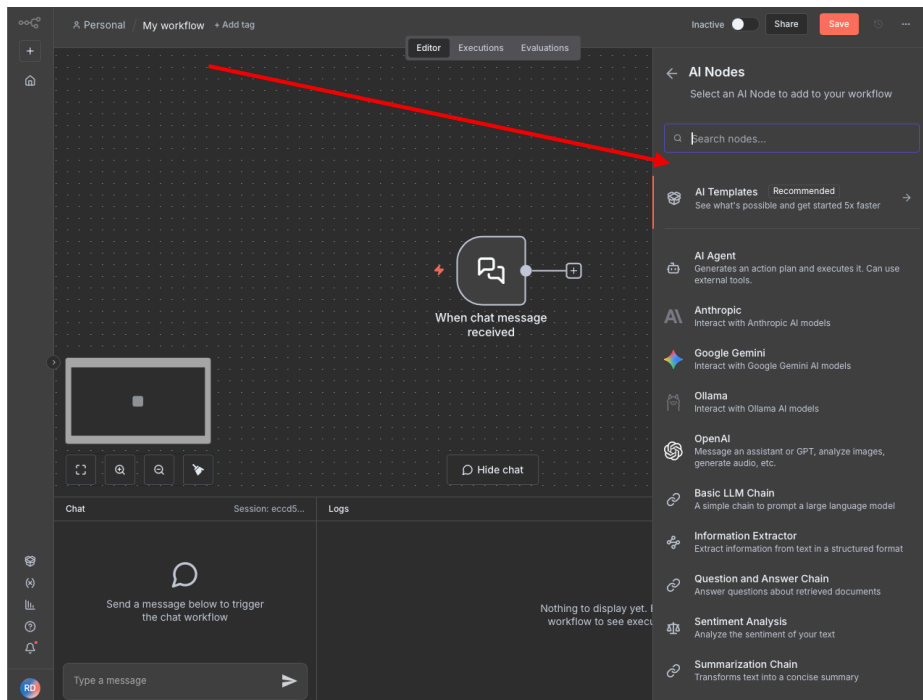 Personal / My workflow + Add tag
Inactive Share Save
Editor Executions Evaluations
AI Nodes
Select an AI Node to add to your workflow
Search nodes...
AI Templates Recommended
See what's possible and get started 5x faster
AI Agent
Generates an action plan and executes it. Can use
external tools.
Anthropic
Interact with Anthropic AI models
Google Gemini
Interact with Google Gemini AI models
Ollama
Interact with Ollama AI models
OpenAI
Message an assistant or GPT, analyze images,
generate audio, etc.
Basic LLM Chain
A simple chain to prompt a large language model
Information Extractor
Extract information from text in a structured format
Question and Answer Chain
Answer questions about retrieved documents
Sentiment Analysis
Analyze the sentiment of your text
Summarization Chain
Transforms text into a concise summary
When chat message
received
Hide chat
Chat Session: eccd5...
Logs
Send a message below to trigger
the chat workflow
Nothing to display yet.
workflow to see
Type a message
RD